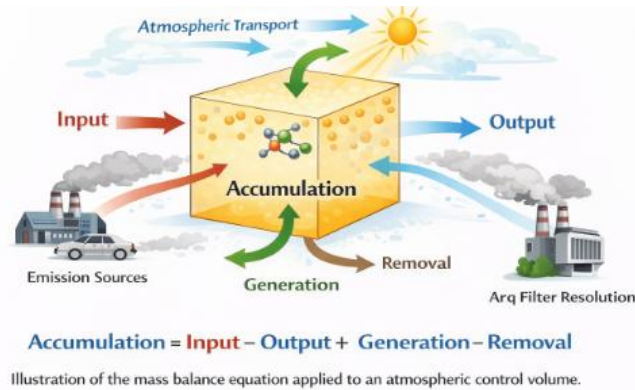 Atmospheric Transport
Input
Output
Accumulation
Emission Sources
Generation
Removal
Arq Filter Resolution
Accumulation = Input – Output + Generation – Removal
Illustration of the mass balance equation applied to an atmospheric control volume.